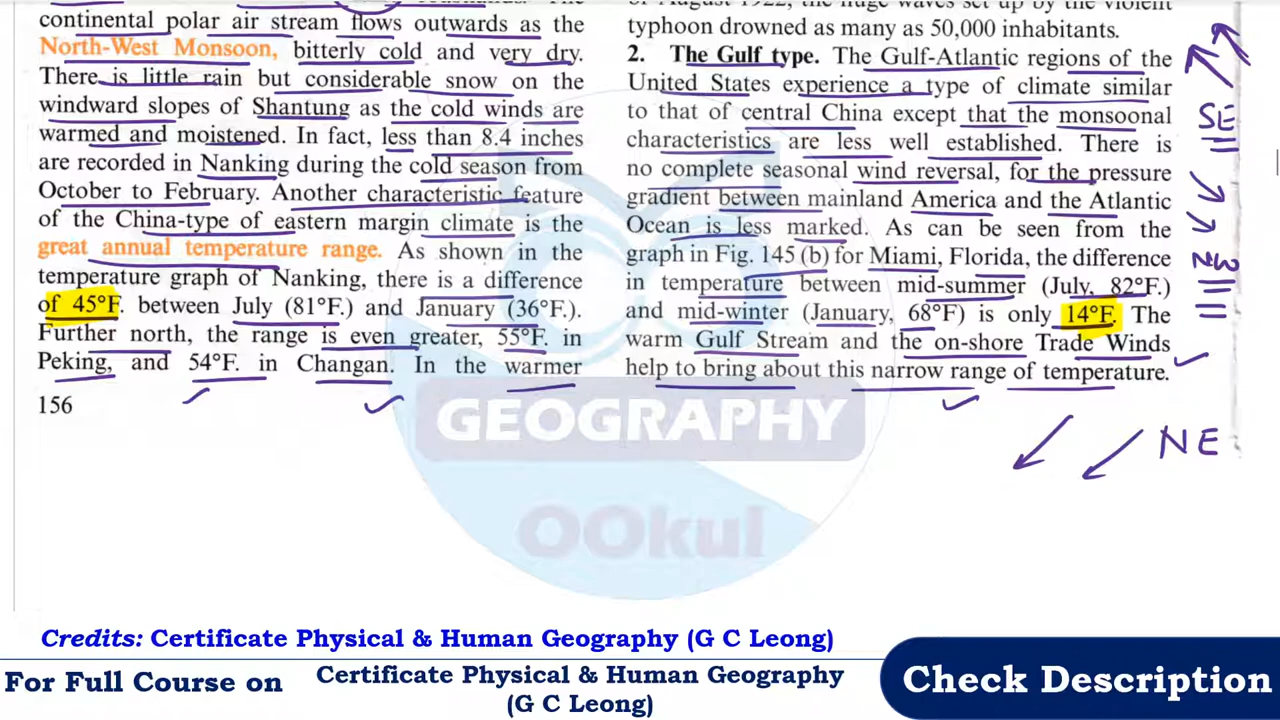 continental polar air stream flows outwards as the
North-West Monsoon, bitterly cold and very dry.
There is little rain but considerable snow on the
windward slopes of Shantung as the cold winds are
warmed and moistened. In fact, less than 8.4 inches
are recorded in Nanking during the cold season from
October to February. Another characteristic feature
of the China-type of eastern margin climate is the
great annual temperature range. As shown in the
temperature graph of Nanking, there is a difference
of 45°F. between July (81°F.) and January (36°F.).
Further north, the range is even greater, 55°F. in
Peking, and 54°F. in Changan. In the warmer
156
of August 1922, the huge waves set up by the violent
typhoon drowned as many as 50,000 inhabitants.
2. The Gulf type. The Gulf-Atlantic regions of the
United States experience a type of climate similar
to that of central China except that the monsoonal
characteristics are less well established. There is
no complete seasonal wind reversal, for the pressure
gradient between mainland America and the Atlantic
Ocean is less marked. As can be seen from the
graph in Fig. 145 (b) for Miami, Florida, the difference
in temperature between mid-summer (July, 82°F.)
and mid-winter (January, 68°F) is only 14°F. The
warm Gulf Stream and the on-shore Trade Winds
help to bring about this narrow range of temperature.
SE
NW
NE
GEOGRAPHY
OOkul
Credits: Certificate Physical & Human Geography (G C Leong)
For Full Course on
Certificate Physical & Human Geography
(G C Leong)
Check Description